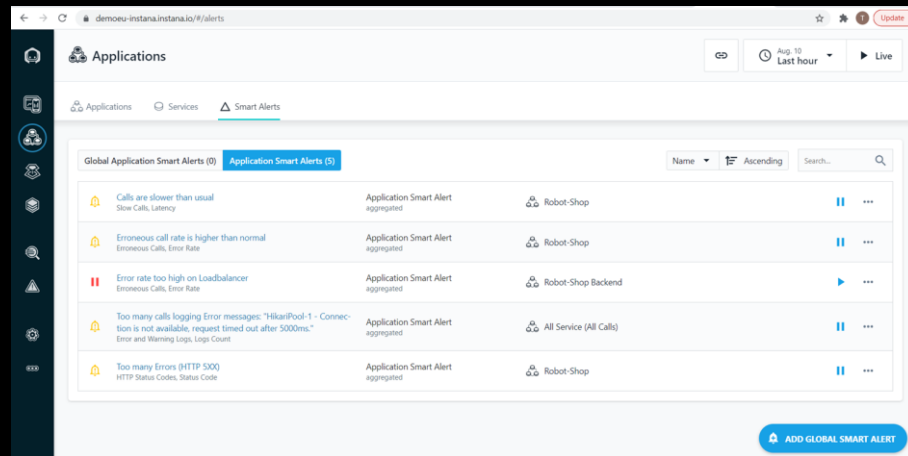 demoeu-instana.instana.io/#/alerts
T
Update
Applications
Aug. 10
Last hour
Live
Applications
Services
Smart Alerts
Global Application Smart Alerts (0)
Application Smart Alerts (5)
Name
Ascending
Search...
Calls are slower than usual
Slow Calls, Latency
Application Smart Alert
aggregated
Robot-Shop
Erroneous call rate is higher than normal
Erroneous Calls, Error Rate
Application Smart Alert
aggregated
Robot-Shop
Error rate too high on Loadbalancer
Erroneous Calls, Error Rate
Application Smart Alert
aggregated
Robot-Shop Backend
Too many calls logging Error messages: "HikariPool-1 - Connec-
tion is not available, request timed out after 5000ms."
Error and Warning Logs, Logs Count
Application Smart Alert
aggregated
All Service (All Calls)
Too many Errors (HTTP 5XX)
HTTP Status Codes, Status Code
Application Smart Alert
aggregated
Robot-Shop
ADD GLOBAL SMART ALERT